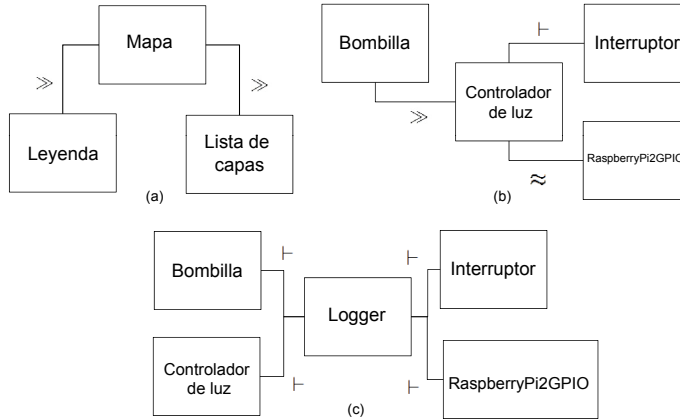 Mapa
≫
≫
Leyenda
Lista de
capas
(a)
Bombilla
⊢
Interruptor
Controlador
de luz
≫
RaspberryPi2GPIO
≈
(b)
Bombilla
⊢
⊢
Interruptor
Logger
Controlador
de luz
⊢
⊢
RaspberryPi2GPIO
(c)